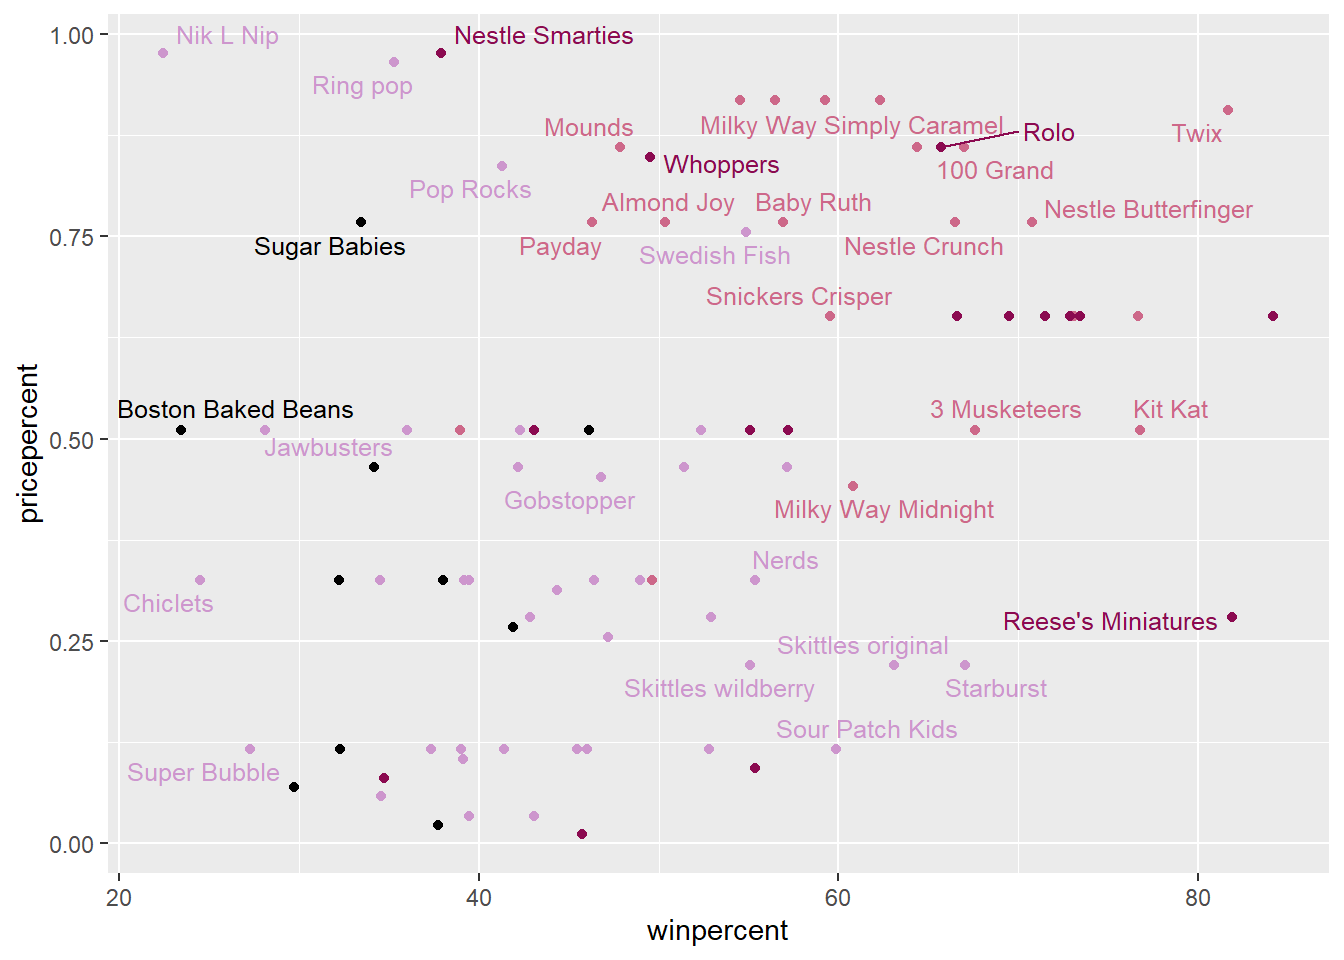 1.00
Nik L Nip
Nestle Smarties
Ring pop
Mounds
Milky Way Simply Caramel
Rolo
Twix
Whoppers
100 Grand
Pop Rocks
Almond Joy
Baby Ruth
Nestle Butterfinger
0.75
Sugar Babies
Payday
Swedish Fish
Nestle Crunch
Snickers Crisper
Boston Baked Beans
3 Musketeers
Kit Kat
0.50
Jawbusters
Gobstopper
Milky Way Midnight
Nerds
Chiclets
Reese's Miniatures
0.25
Skittles original
Skittles wildberry
Starburst
Sour Patch Kids
Super Bubble
0.00
20
40
60
80
winpercent
pricepercent